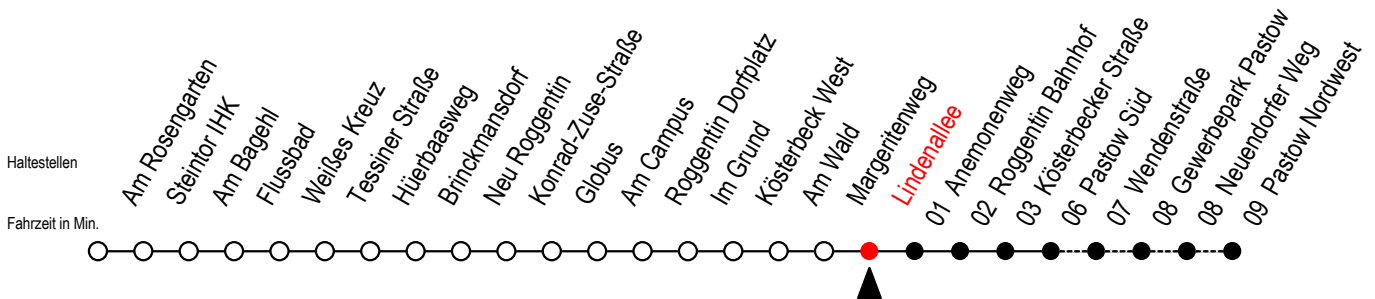 Haltestellen
Fahrzeit in Min.
Am Rosengarten
Steintor IHK
Am Bagehl
Flussbad
Weißes Kreuz
Tessiner Straße
Hüerbaasweg
Brinckmansdorf
Neu Roggentin
Konrad-Zuse-Straße
Globus
Am Campus
Roggentin Dorfplatz
Im Grund
Kösterbeck West
Am Wald
Margeritenweg
Lindenallee
01 Anemonenweg
02 Roggentin Bahnhof
03 Kösterbecker Straße
06 Pastow Süd
07 Wendenstraße
08 Gewerbepark Pastow
08 Neuendorfer Weg
09 Pastow Nordwest